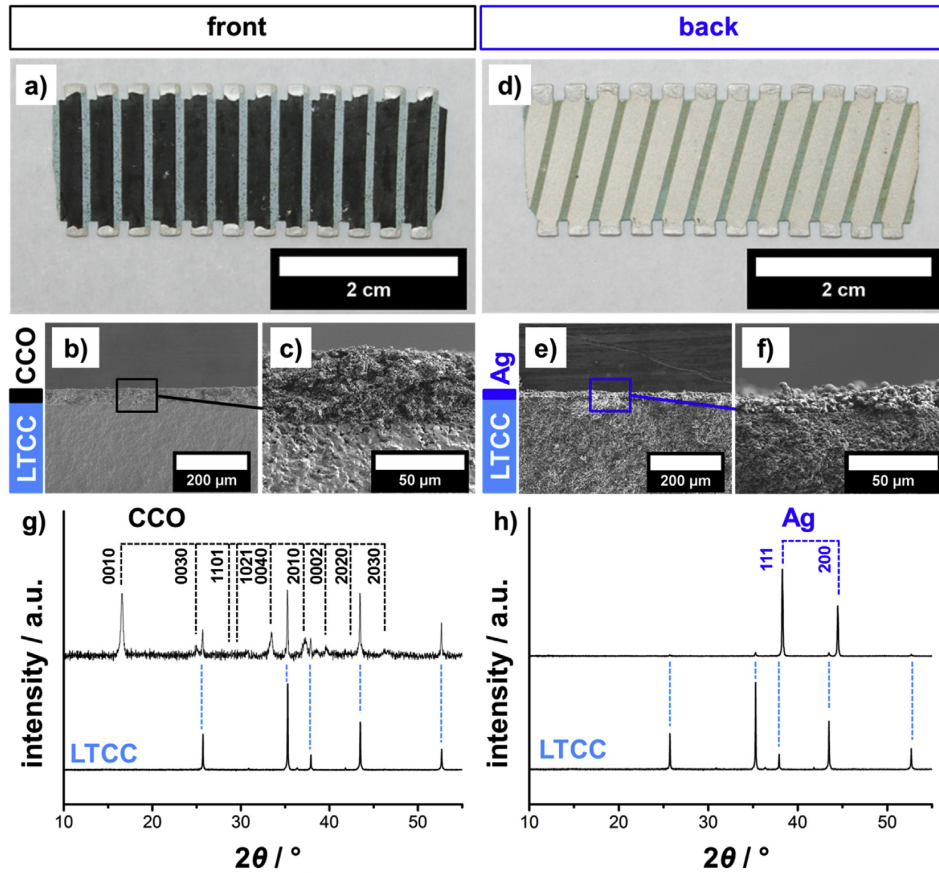 front
back
a)
2 cm
d)
2 cm
CCO
LTCC
b)
200 µm
c)
50 µm
Ag
LTCC
e)
200 µm
f)
50 µm
g)
CCO
0010
0030
1101
1021
0040
2010
0002
2020
2030
LTCC
intensity / a.u.
10
20
30
40
50
2θ / °
h)
Ag
111
200
LTCC
intensity / a.u.
10
20
30
40
50
2θ / °